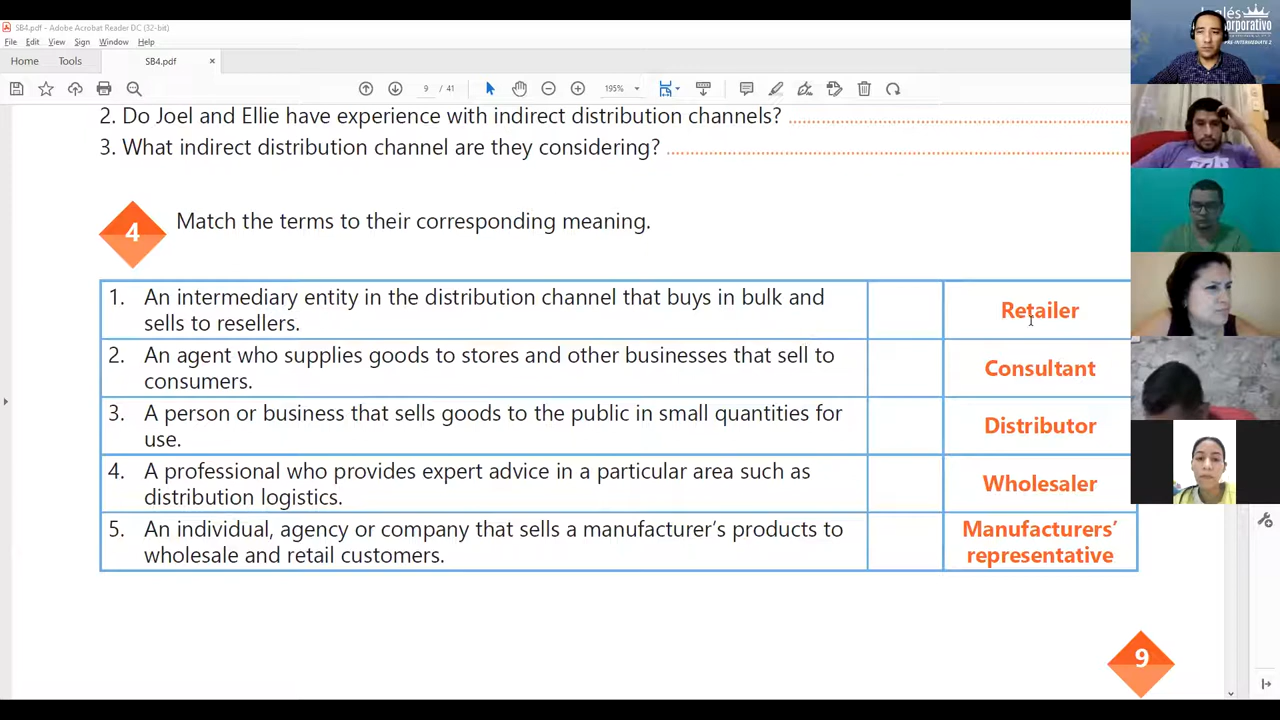 SB4.pdf - Adobe Acrobat Reader DC (32-bit)
File Edit View Sign Window Help
Home Tools SB4.pdf ×
9 / 41 195%
2. Do Joel and Ellie have experience with indirect distribution channels?
3. What indirect distribution channel are they considering?
4 Match the terms to their corresponding meaning.
1. An intermediary entity in the distribution channel that buys in bulk and
sells to resellers.
Retailer
2. An agent who supplies goods to stores and other businesses that sell to
consumers.
Consultant
3. A person or business that sells goods to the public in small quantities for
use.
Distributor
4. A professional who provides expert advice in a particular area such as
distribution logistics.
Wholesaler
5. An individual, agency or company that sells a manufacturer’s products to
wholesale and retail customers.
Manufacturers’
representative
9